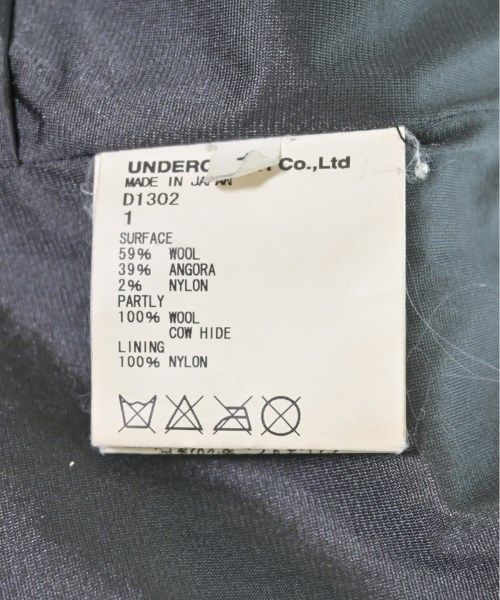 Co.,Ltd
MADE IN JAPAN
D1302
1
SURFACE
59% WOOL
39% ANGORA
2% NYLON
PARTLY
100% WOOL
COW HIDE
LINING
100% NYLON